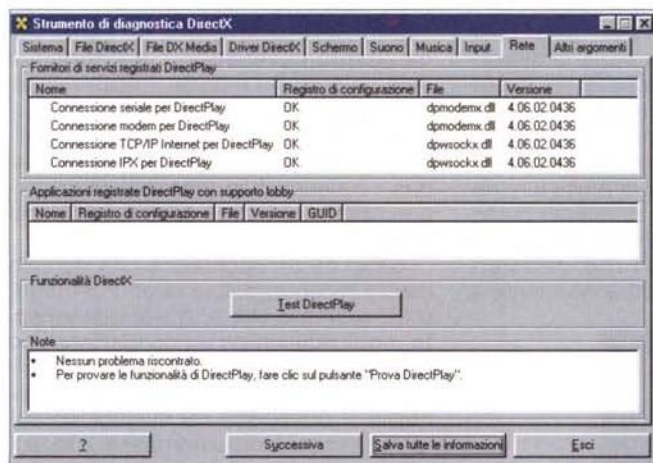 Strumento di diagnostica DirectX
Sistema File DirectX File DX Media Driver DirectX Schermo Suono Musica Input Rete Altri argomenti
Fornitori di servizi registrati DirectPlay
Nome Registro di configurazione File Versione
Connessione seriale per DirectPlay OK dpmodemx.dll 4.06.02.0436
Connessione modem per DirectPlay OK dpmodemx.dll 4.06.02.0436
Connessione TCP/IP Internet per DirectPlay OK dpwsockx.dll 4.06.02.0436
Connessione IPX per DirectPlay OK dpwsockx.dll 4.06.02.0436
Applicazioni registrate DirectPlay con supporto lobby
Nome Registro di configurazione File Versione GUID
Funzionalità DirectX
Test DirectPlay
Note
• Nessun problema riscontrato.
• Per provare le funzionalità di DirectPlay, fare clic sul pulsante "Prova DirectPlay".
? Successiva Salva tutte le informazioni Esci